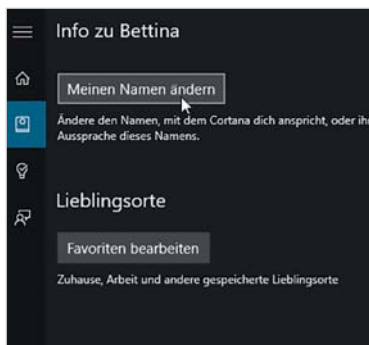 Info zu Bettina
Meinen Namen ändern
Ändere den Namen, mit dem Cortana dich anspricht, oder
Aussprache dieses Namens.
Lieblingsorte
Favoriten bearbeiten
Zuhause, Arbeit und andere gespeicherte Lieblingsorte